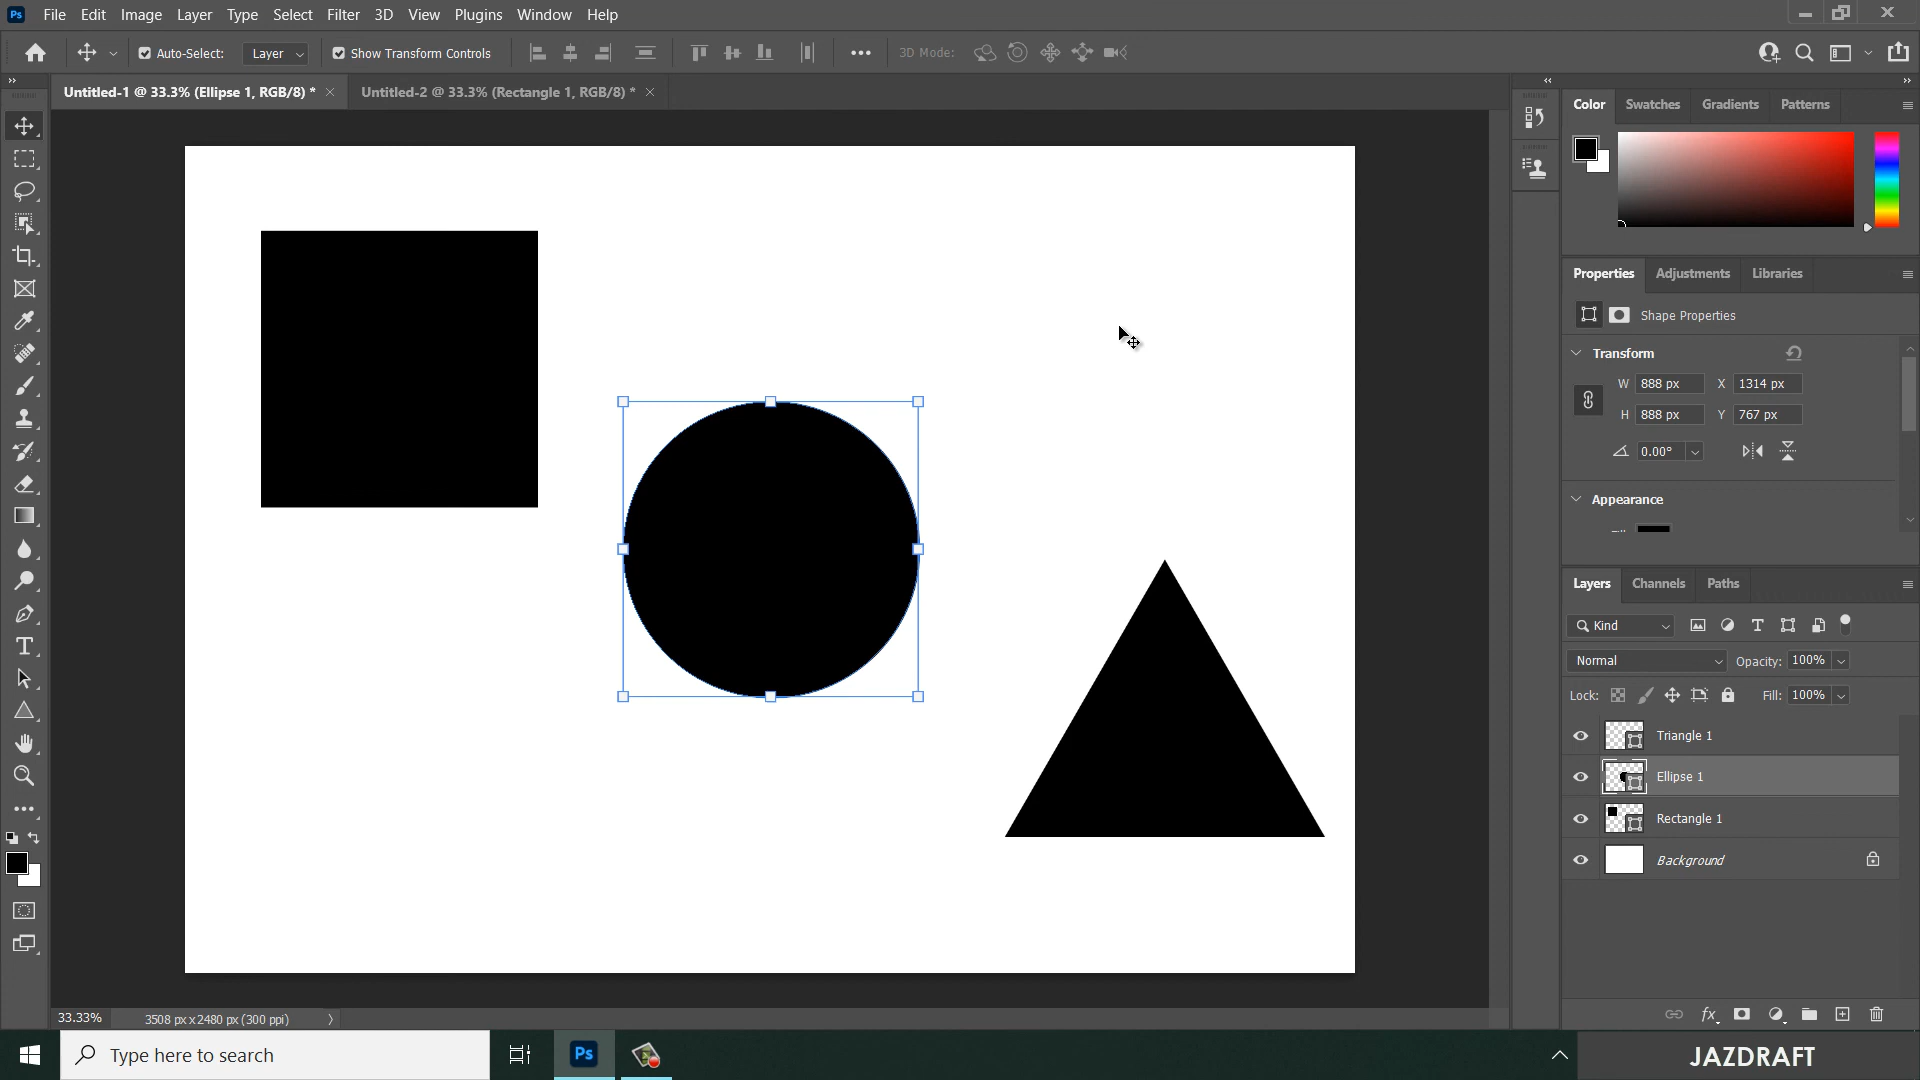 Ps File Edit Image Layer Type Select Filter 3D View Plugins Window Help
Auto-Select: Layer Show Transform Controls 3D Mode:
Untitled-1 @ 33.3% (Ellipse 1, RGB/8) * × Untitled-2 @ 33.3% (Rectangle 1, RGB/8) * ×
Color Swatches Gradients Patterns
Properties Adjustments Libraries
Shape Properties
Transform
W 888 px X 1314 px
H 888 px Y 767 px
0.00°
Appearance
Layers Channels Paths
Kind
Normal Opacity: 100%
Lock: Fill: 100%
Triangle 1
Ellipse 1
Rectangle 1
Background
33.33% 3508 px x 2480 px (300 ppi)
Type here to search Ps
JAZDRAFT